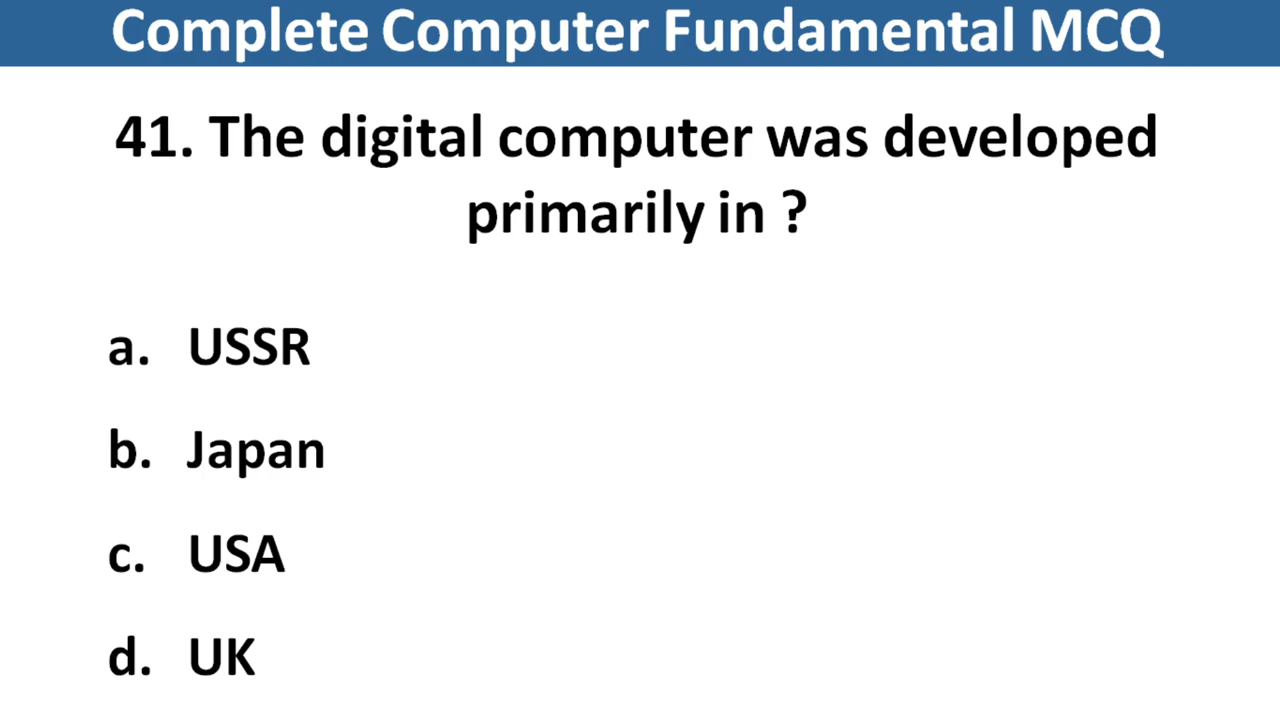 Complete Computer Fundamental MCQ
41. The digital computer was developed
primarily in ?
a. USSR
b. Japan
c. USA
d. UK